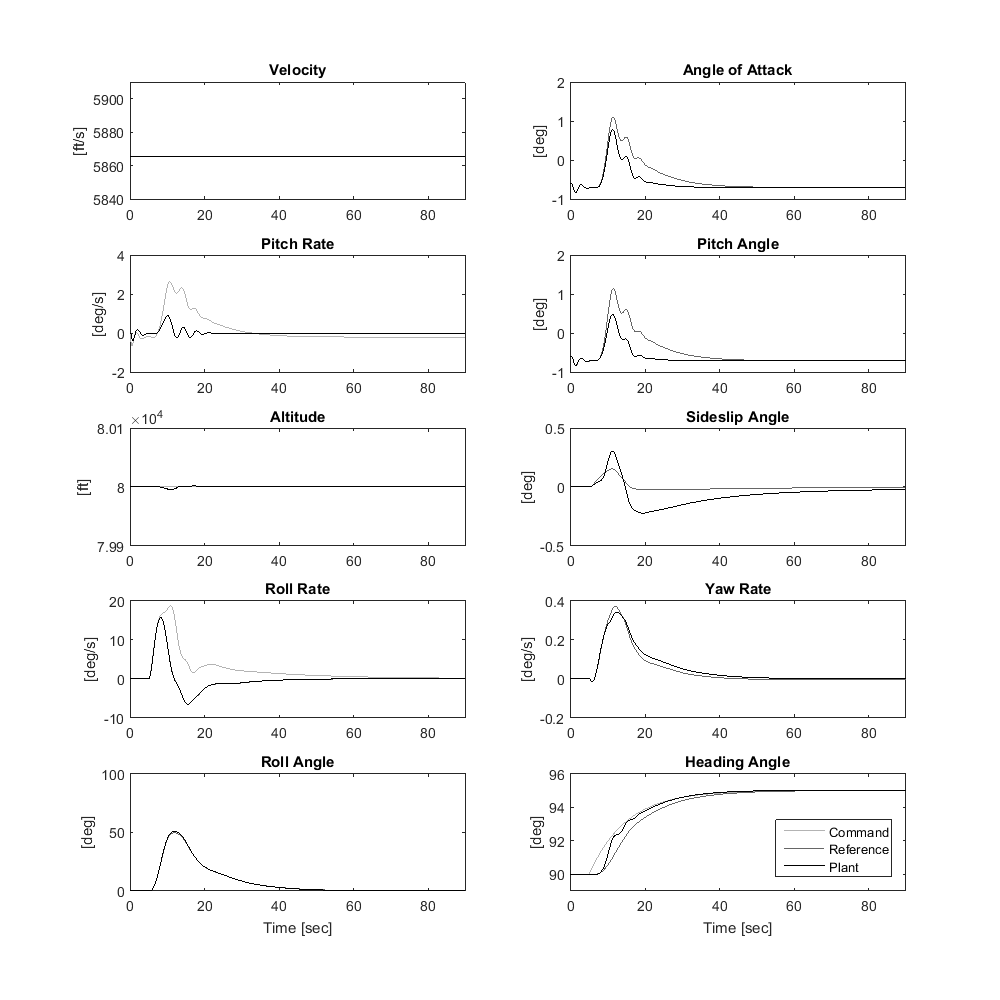 Velocity
[ft/s]
5900
5880
5860
5840
0 20 40 60 80
Angle of Attack
[deg]
2
1
0
-1
0 20 40 60 80
Pitch Rate
[deg/s]
4
2
0
-2
0 20 40 60 80
Pitch Angle
[deg]
2
1
0
-1
0 20 40 60 80
Altitude
×10⁴
[ft]
8.01
8
7.99
0 20 40 60 80
Sideslip Angle
[deg]
0.5
0
-0.5
0 20 40 60 80
Roll Rate
[deg/s]
20
10
0
-10
0 20 40 60 80
Yaw Rate
[deg/s]
0.4
0.2
0
-0.2
0 20 40 60 80
Roll Angle
[deg]
100
50
0
0 20 40 60 80
Time [sec]
Heading Angle
[deg]
96
94
92
90
Command
Reference
Plant
0 20 40 60 80
Time [sec]